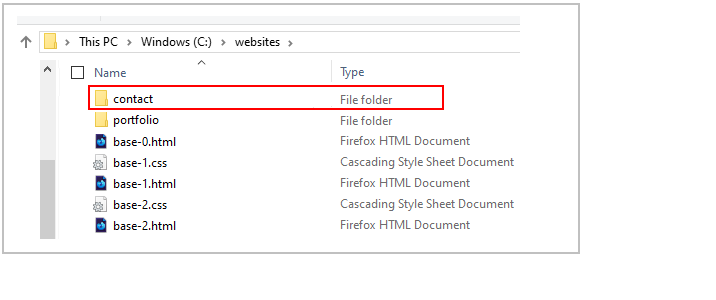 This PC > Windows (C:) > websites >
Name Type
contact File folder
portfolio File folder
base-0.html Firefox HTML Document
base-1.css Cascading Style Sheet Document
base-1.html Firefox HTML Document
base-2.css Cascading Style Sheet Document
base-2.html Firefox HTML Document